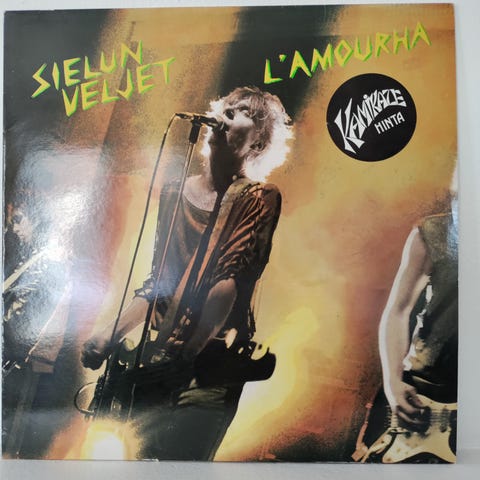 SIELUN
VELJET
L'AMOURHA
KAMIKAZE
HINTA